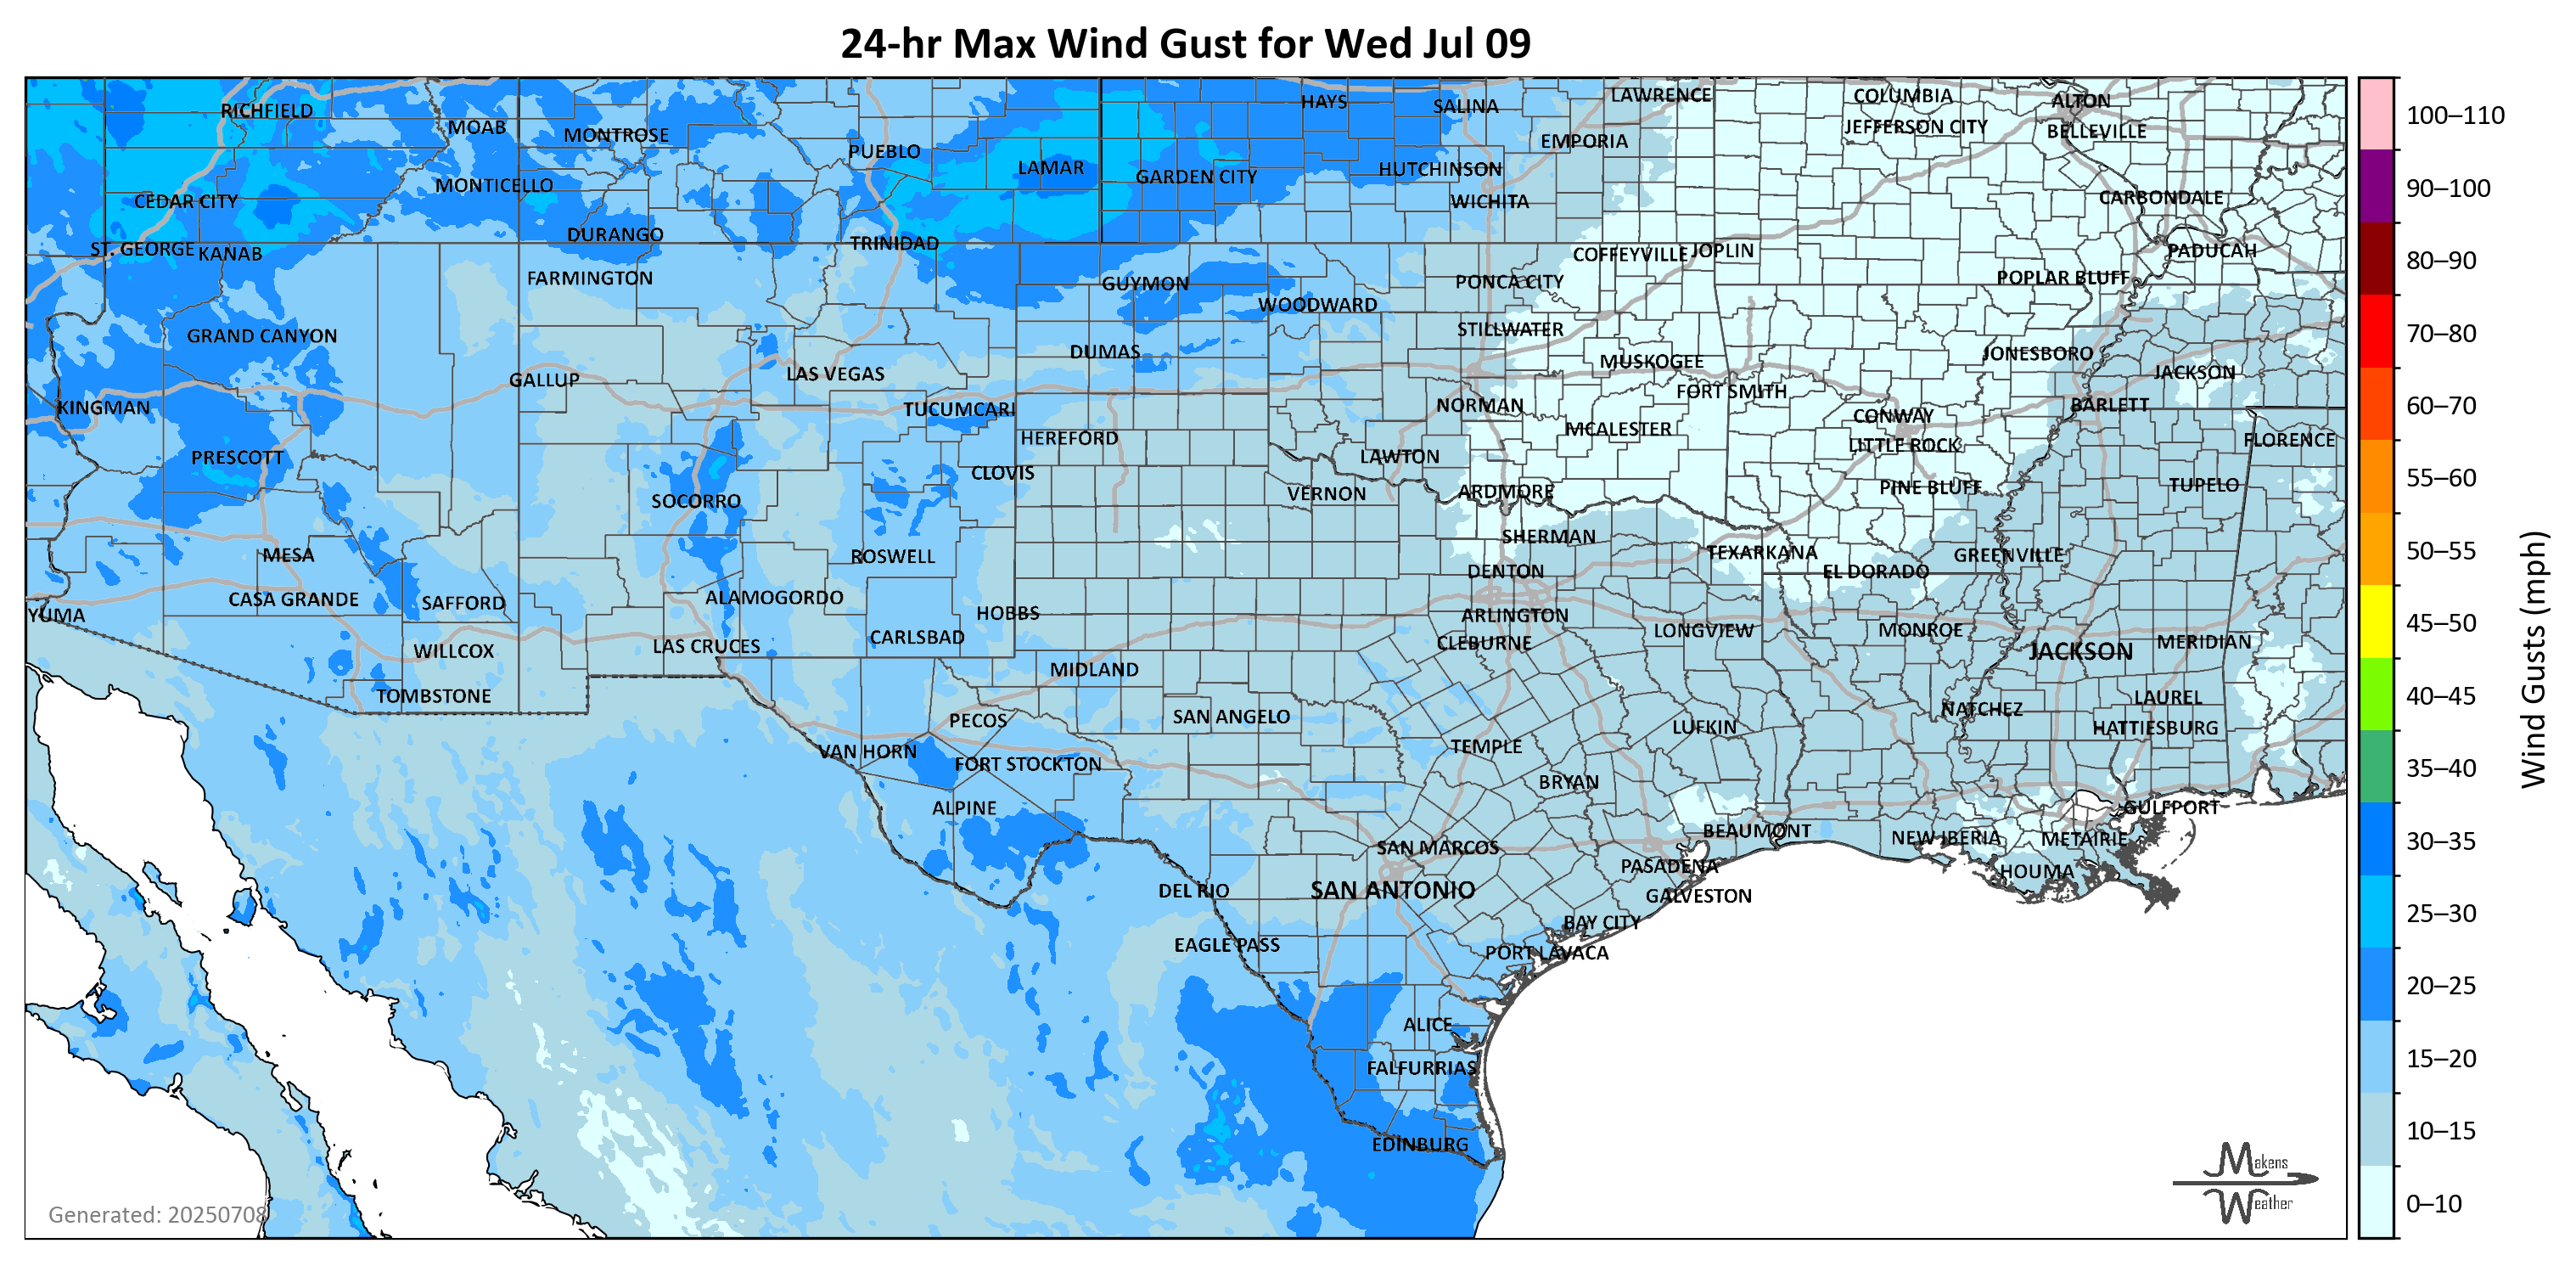 24-hr Max Wind Gust for Wed Jul 09
RICHFIELD
MOAB
MONTROSE
PUEBLO
LAMAR
HAYS
SALINA
LAWRENCE
COLUMBIA
ALTON
JEFFERSON CITY
BELLEVILLE
EMPORIA
GARDEN CITY
HUTCHINSON
WICHITA
CARBONDALE
CEDAR CITY
MONTICELLO
DURANGO
TRINIDAD
ST. GEORGE
KANAB
FARMINGTON
GUYMON
WOODWARD
PONCA CITY
COFFEYVILLE
JOPLIN
POPLAR BLUFF
PADUCAH
GRAND CANYON
DUMAS
STILLWATER
MUSKOGEE
JONESBORO
GALLUP
LAS VEGAS
JACKSON
KINGMAN
TUCUMCARI
NORMAN
FORT SMITH
CONWAY
BARLETT
HEREFORD
MCALESTER
LITTLE ROCK
FLORENCE
PRESCOTT
CLOVIS
LAWTON
SOCORRO
VERNON
ARDMORE
PINE BLUFF
TUPELO
MESA
ROSWELL
SHERMAN
TEXARKANA
GREENVILLE
DENTON
EL DORADO
CASA GRANDE
SAFFORD
ALAMOGORDO
HOBBS
ARLINGTON
YUMA
WILLCOX
LAS CRUCES
CARLSBAD
CLEBURNE
LONGVIEW
MONROE
JACKSON
MERIDIAN
MIDLAND
TOMBSTONE
PECOS
SAN ANGELO
LUFKIN
NATCHEZ
LAUREL
HATTIESBURG
VAN HORN
FORT STOCKTON
TEMPLE
BRYAN
ALPINE
GULFPORT
SAN MARCOS
BEAUMONT
NEW IBERIA
METAIRIE
PASADENA
HOUMA
DEL RIO
SAN ANTONIO
GALVESTON
BAY CITY
EAGLE PASS
PORT LAVACA
ALICE
FALFURRIAS
EDINBURG
Generated: 20250708
Makens
Weather
100–110
90–100
80–90
70–80
60–70
55–60
50–55
45–50
40–45
35–40
30–35
25–30
20–25
15–20
10–15
0–10
Wind Gusts (mph)